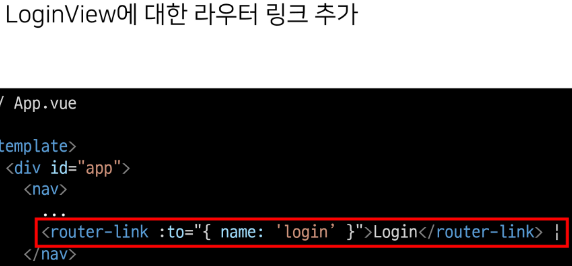 LoginView에 대한 라우터 링크 추가
/ App.vue
template>
<div id="app">
<nav>
...
<router-link :to="{ name: 'login’ }">Login</router-link> ¦
</nav>